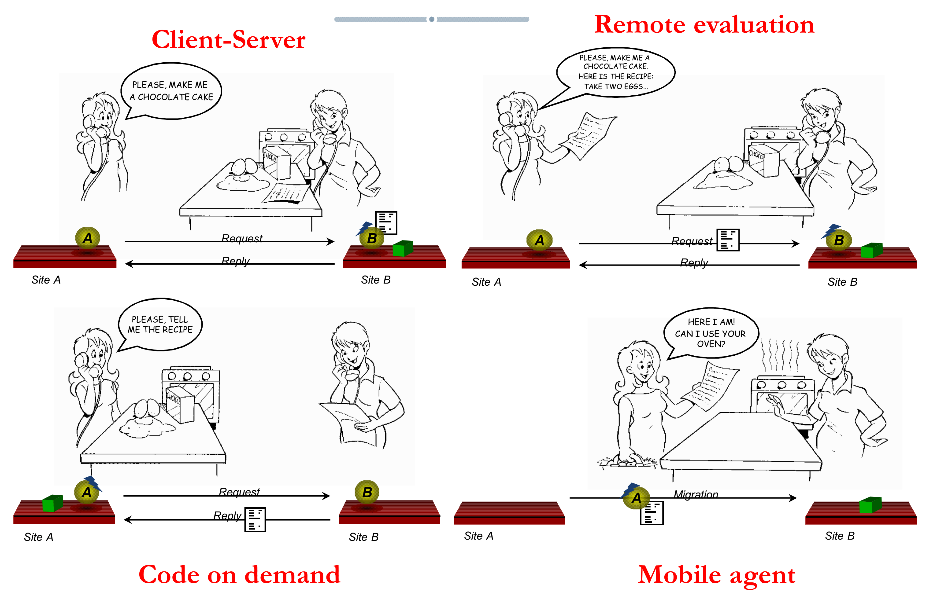 Client-Server
PLEASE, MAKE ME
A CHOCOLATE CAKE
A
Request
B
Reply
Site A
Site B
Remote evaluation
PLEASE, MAKE ME A
CHOCOLATE CAKE.
HERE IS THE RECIPE:
TAKE TWO EGGS...
A
Request
B
Reply
Site A
Site B
PLEASE, TELL
ME THE RECIPE
A
Request
B
Reply
Site A
Site B
Code on demand
HERE I AM!
CAN I USE YOUR
OVEN?
A
Migration
Site A
Site B
Mobile agent